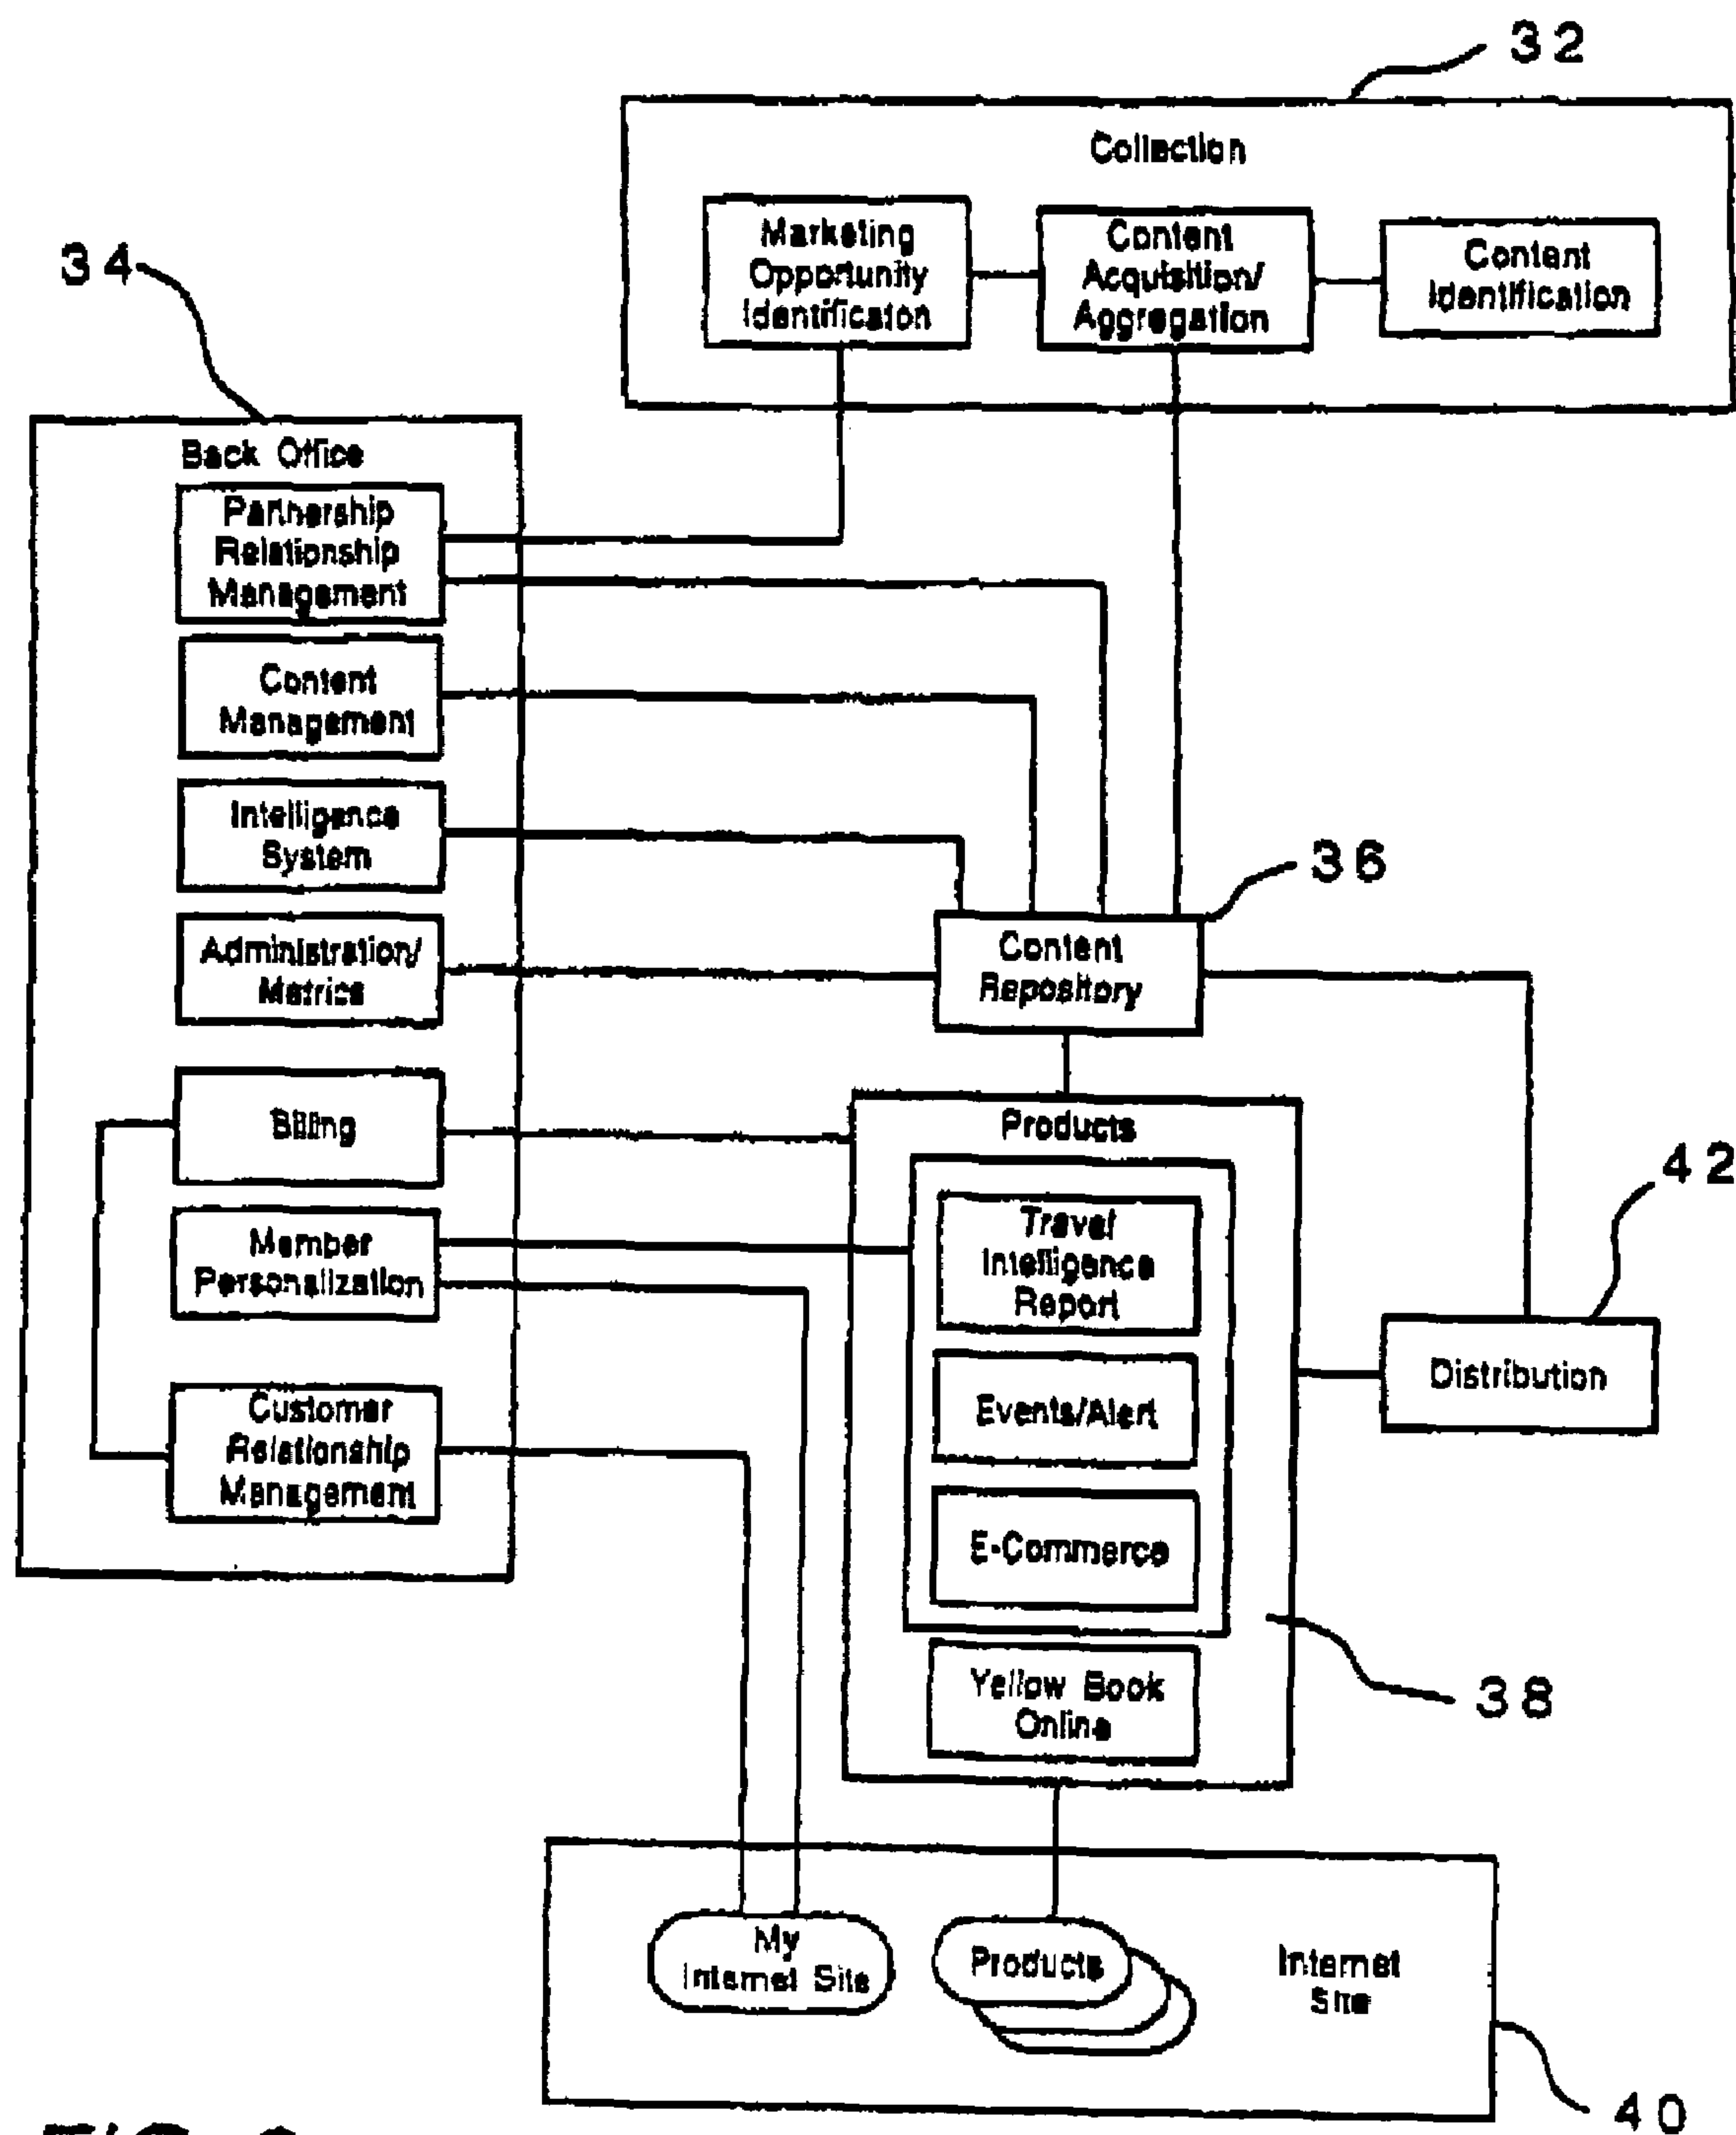 32
Collection
Marketing
Opportunity
Identificaton
Content
Acquisition/
Aggregation
Content
Identification
34
Back Office
Partnership
Relationship
Management
Content
Management
Intelligence
System
Administration/
Metrics
Billing
Member
Personalization
Customer
Relationship
Management
36
Content
Repository
Products
Travel
Intelligence
Report
Events/Alert
E-Commerce
Yellow Book
Online
42
Distribution
38
My
Internet Site
Products
Internet
Site
40